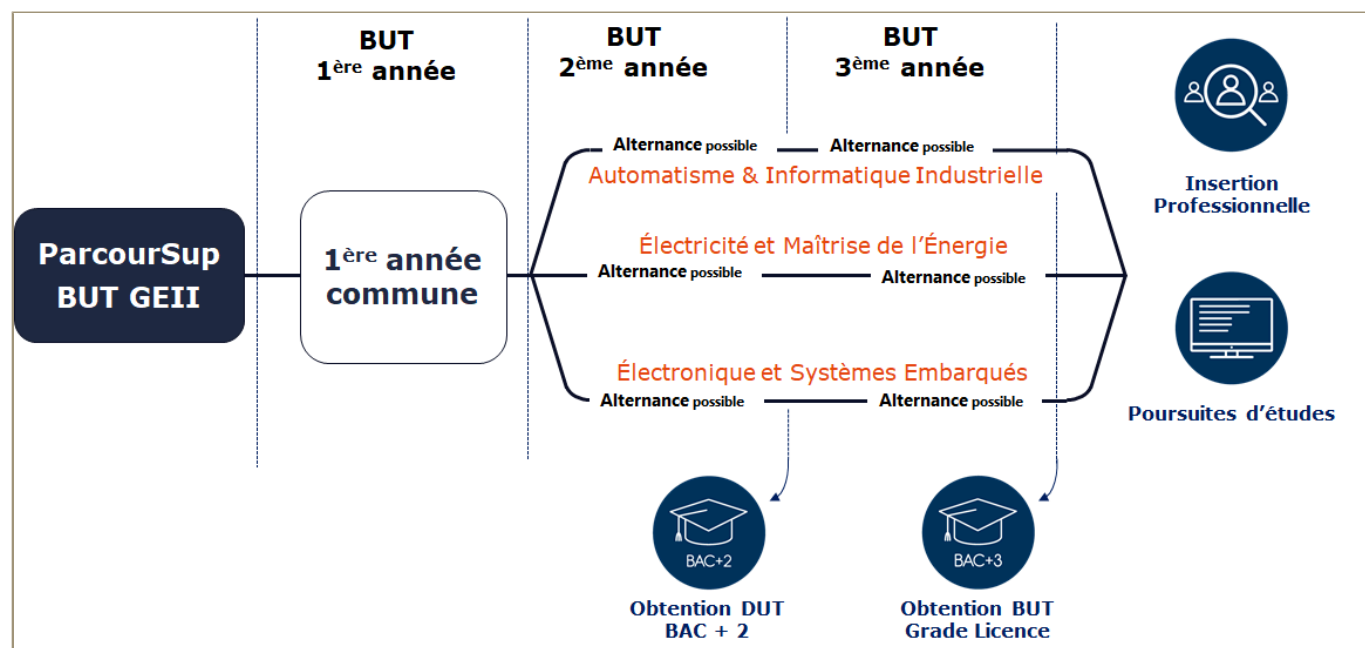 BUT
1ère année
BUT
2ème année
BUT
3ème année
ParcourSup
BUT GEII
1ère année
commune
Alternance possible
Alternance possible
Automatisme & Informatique Industrielle
Électricité et Maîtrise de l’Énergie
Alternance possible
Alternance possible
Électronique et Systèmes Embarqués
Alternance possible
Alternance possible
Insertion
Professionnelle
Poursuites d’études
BAC+2
Obtention DUT
BAC + 2
BAC+3
Obtention BUT
Grade Licence